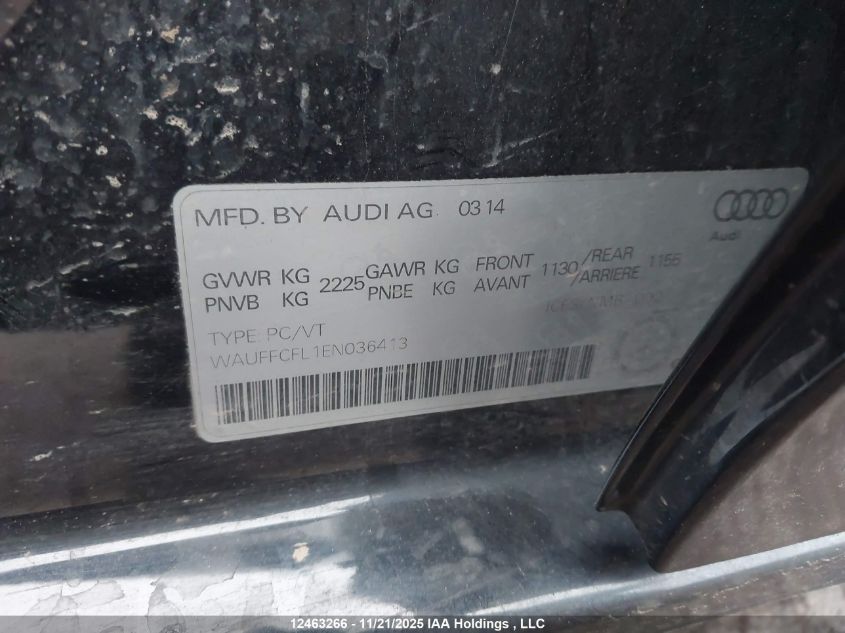 MFD. BY AUDI AG 03 14
Audi
GVWR KG 2225 GAWR KG FRONT 1130 /REAR 1155
PNVB KG PNBE KG AVANT /ARRIERE
TYPE: PC/VT
WAUFFCFL1EN036413
12463266 - 11/21/2025 IAA Holdings , LLC